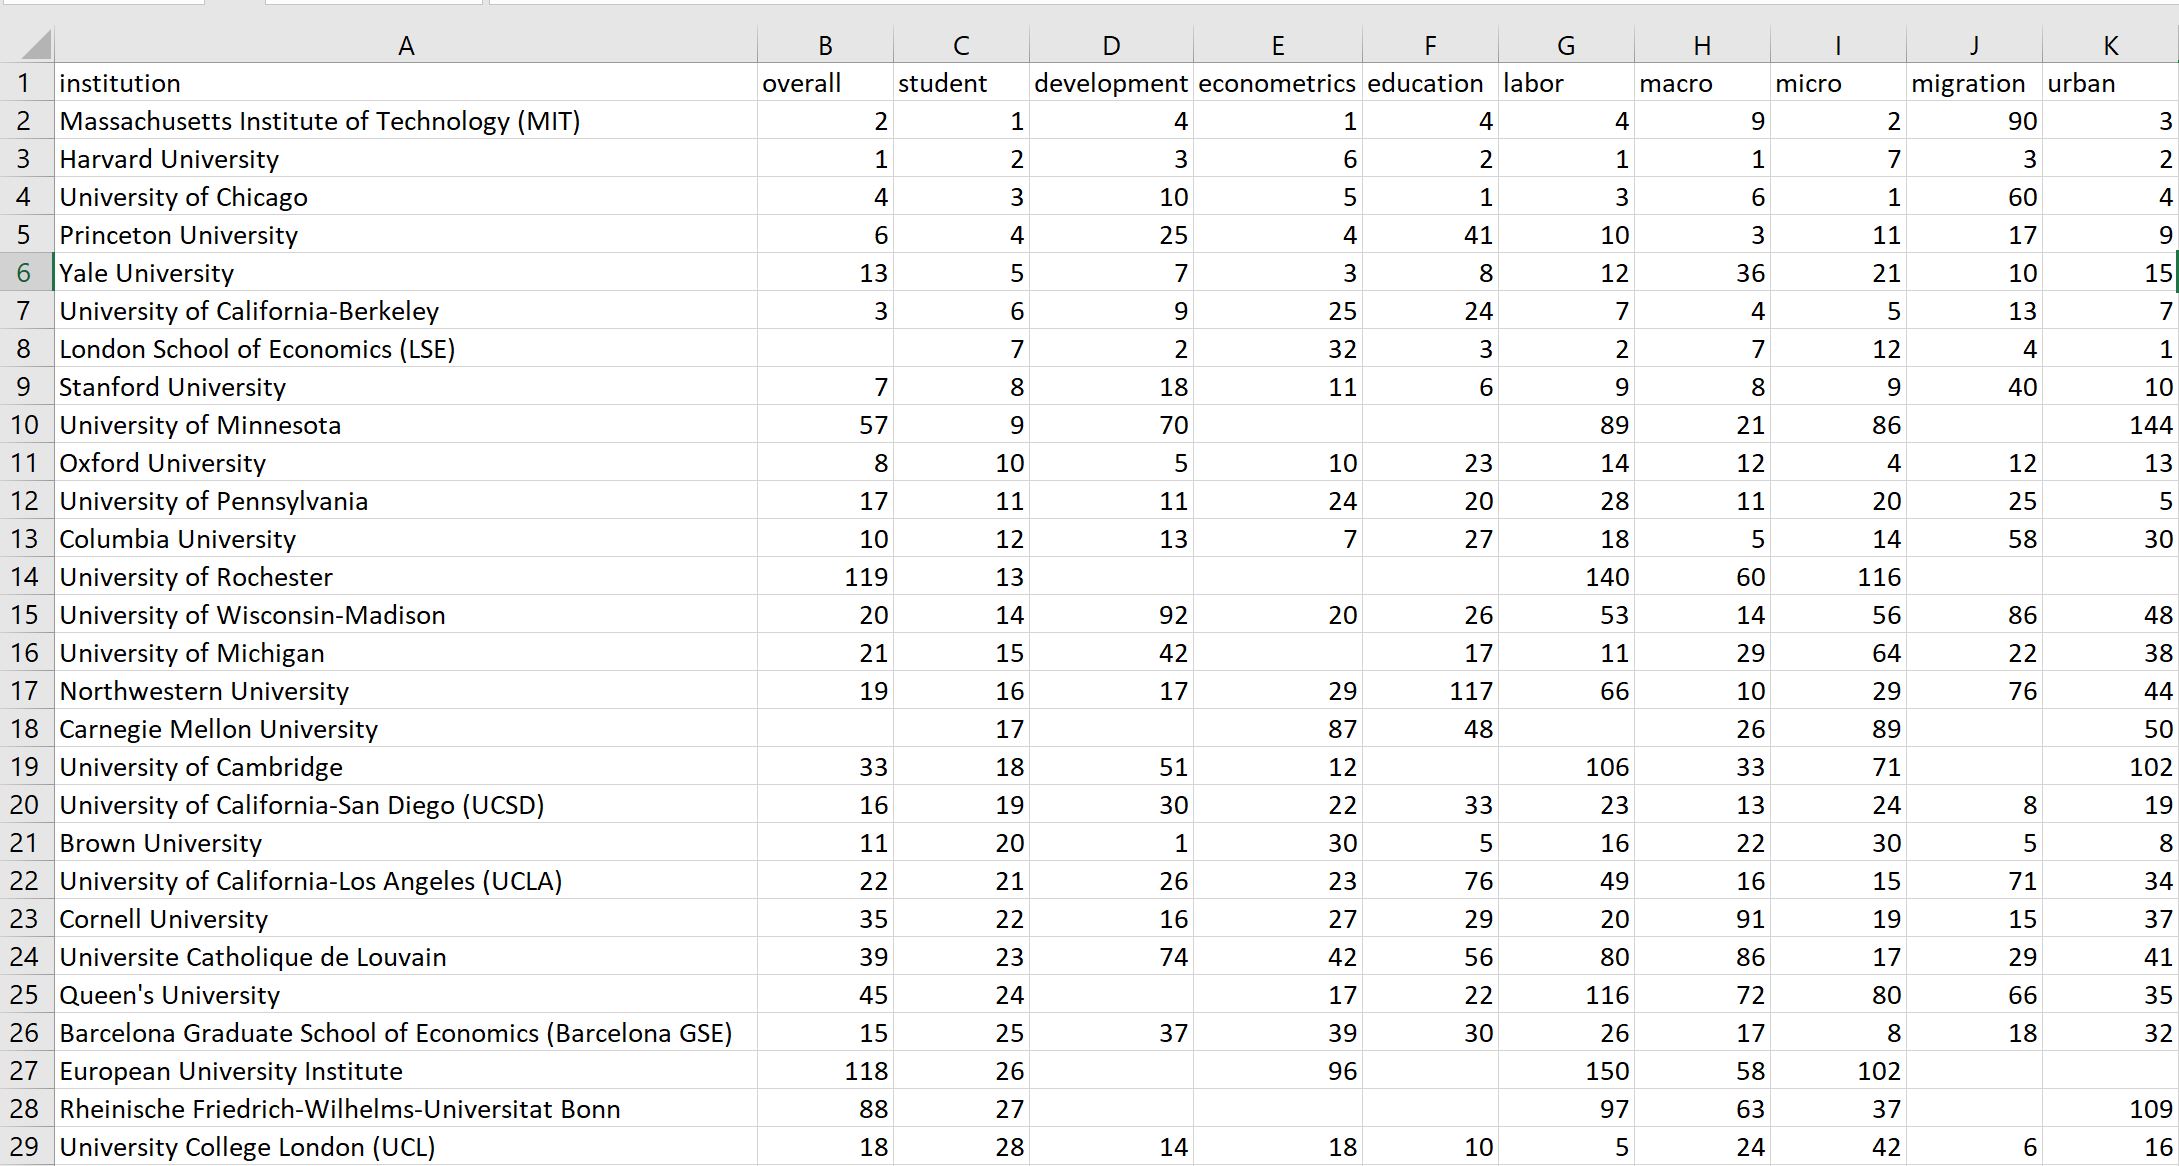 A B C D E F G H I J K
1 institution overall student development econometrics education labor macro micro migration urban
2 Massachusetts Institute of Technology (MIT) 2 1 4 1 4 4 9 2 90 3
3 Harvard University 1 2 3 6 2 1 1 7 3 2
4 University of Chicago 4 3 10 5 1 3 6 1 60 4
5 Princeton University 6 4 25 4 41 10 3 11 17 9
6 Yale University 13 5 7 3 8 12 36 21 10 15
7 University of California-Berkeley 3 6 9 25 24 7 4 5 13 7
8 London School of Economics (LSE) 7 2 32 3 2 7 12 4 1
9 Stanford University 7 8 18 11 6 9 8 9 40 10
10 University of Minnesota 57 9 70 89 21 86 144
11 Oxford University 8 10 5 10 23 14 12 4 12 13
12 University of Pennsylvania 17 11 11 24 20 28 11 20 25 5
13 Columbia University 10 12 13 7 27 18 5 14 58 30
14 University of Rochester 119 13 140 60 116
15 University of Wisconsin-Madison 20 14 92 20 26 53 14 56 86 48
16 University of Michigan 21 15 42 17 11 29 64 22 38
17 Northwestern University 19 16 17 29 117 66 10 29 76 44
18 Carnegie Mellon University 17 87 48 26 89 50
19 University of Cambridge 33 18 51 12 106 33 71 102
20 University of California-San Diego (UCSD) 16 19 30 22 33 23 13 24 8 19
21 Brown University 11 20 1 30 5 16 22 30 5 8
22 University of California-Los Angeles (UCLA) 22 21 26 23 76 49 16 15 71 34
23 Cornell University 35 22 16 27 29 20 91 19 15 37
24 Universite Catholique de Louvain 39 23 74 42 56 80 86 17 29 41
25 Queen's University 45 24 17 22 116 72 80 66 35
26 Barcelona Graduate School of Economics (Barcelona GSE) 15 25 37 39 30 26 17 8 18 32
27 European University Institute 118 26 96 150 58 102
28 Rheinische Friedrich-Wilhelms-Universitat Bonn 88 27 97 63 37 109
29 University College London (UCL) 18 28 14 18 10 5 24 42 6 16